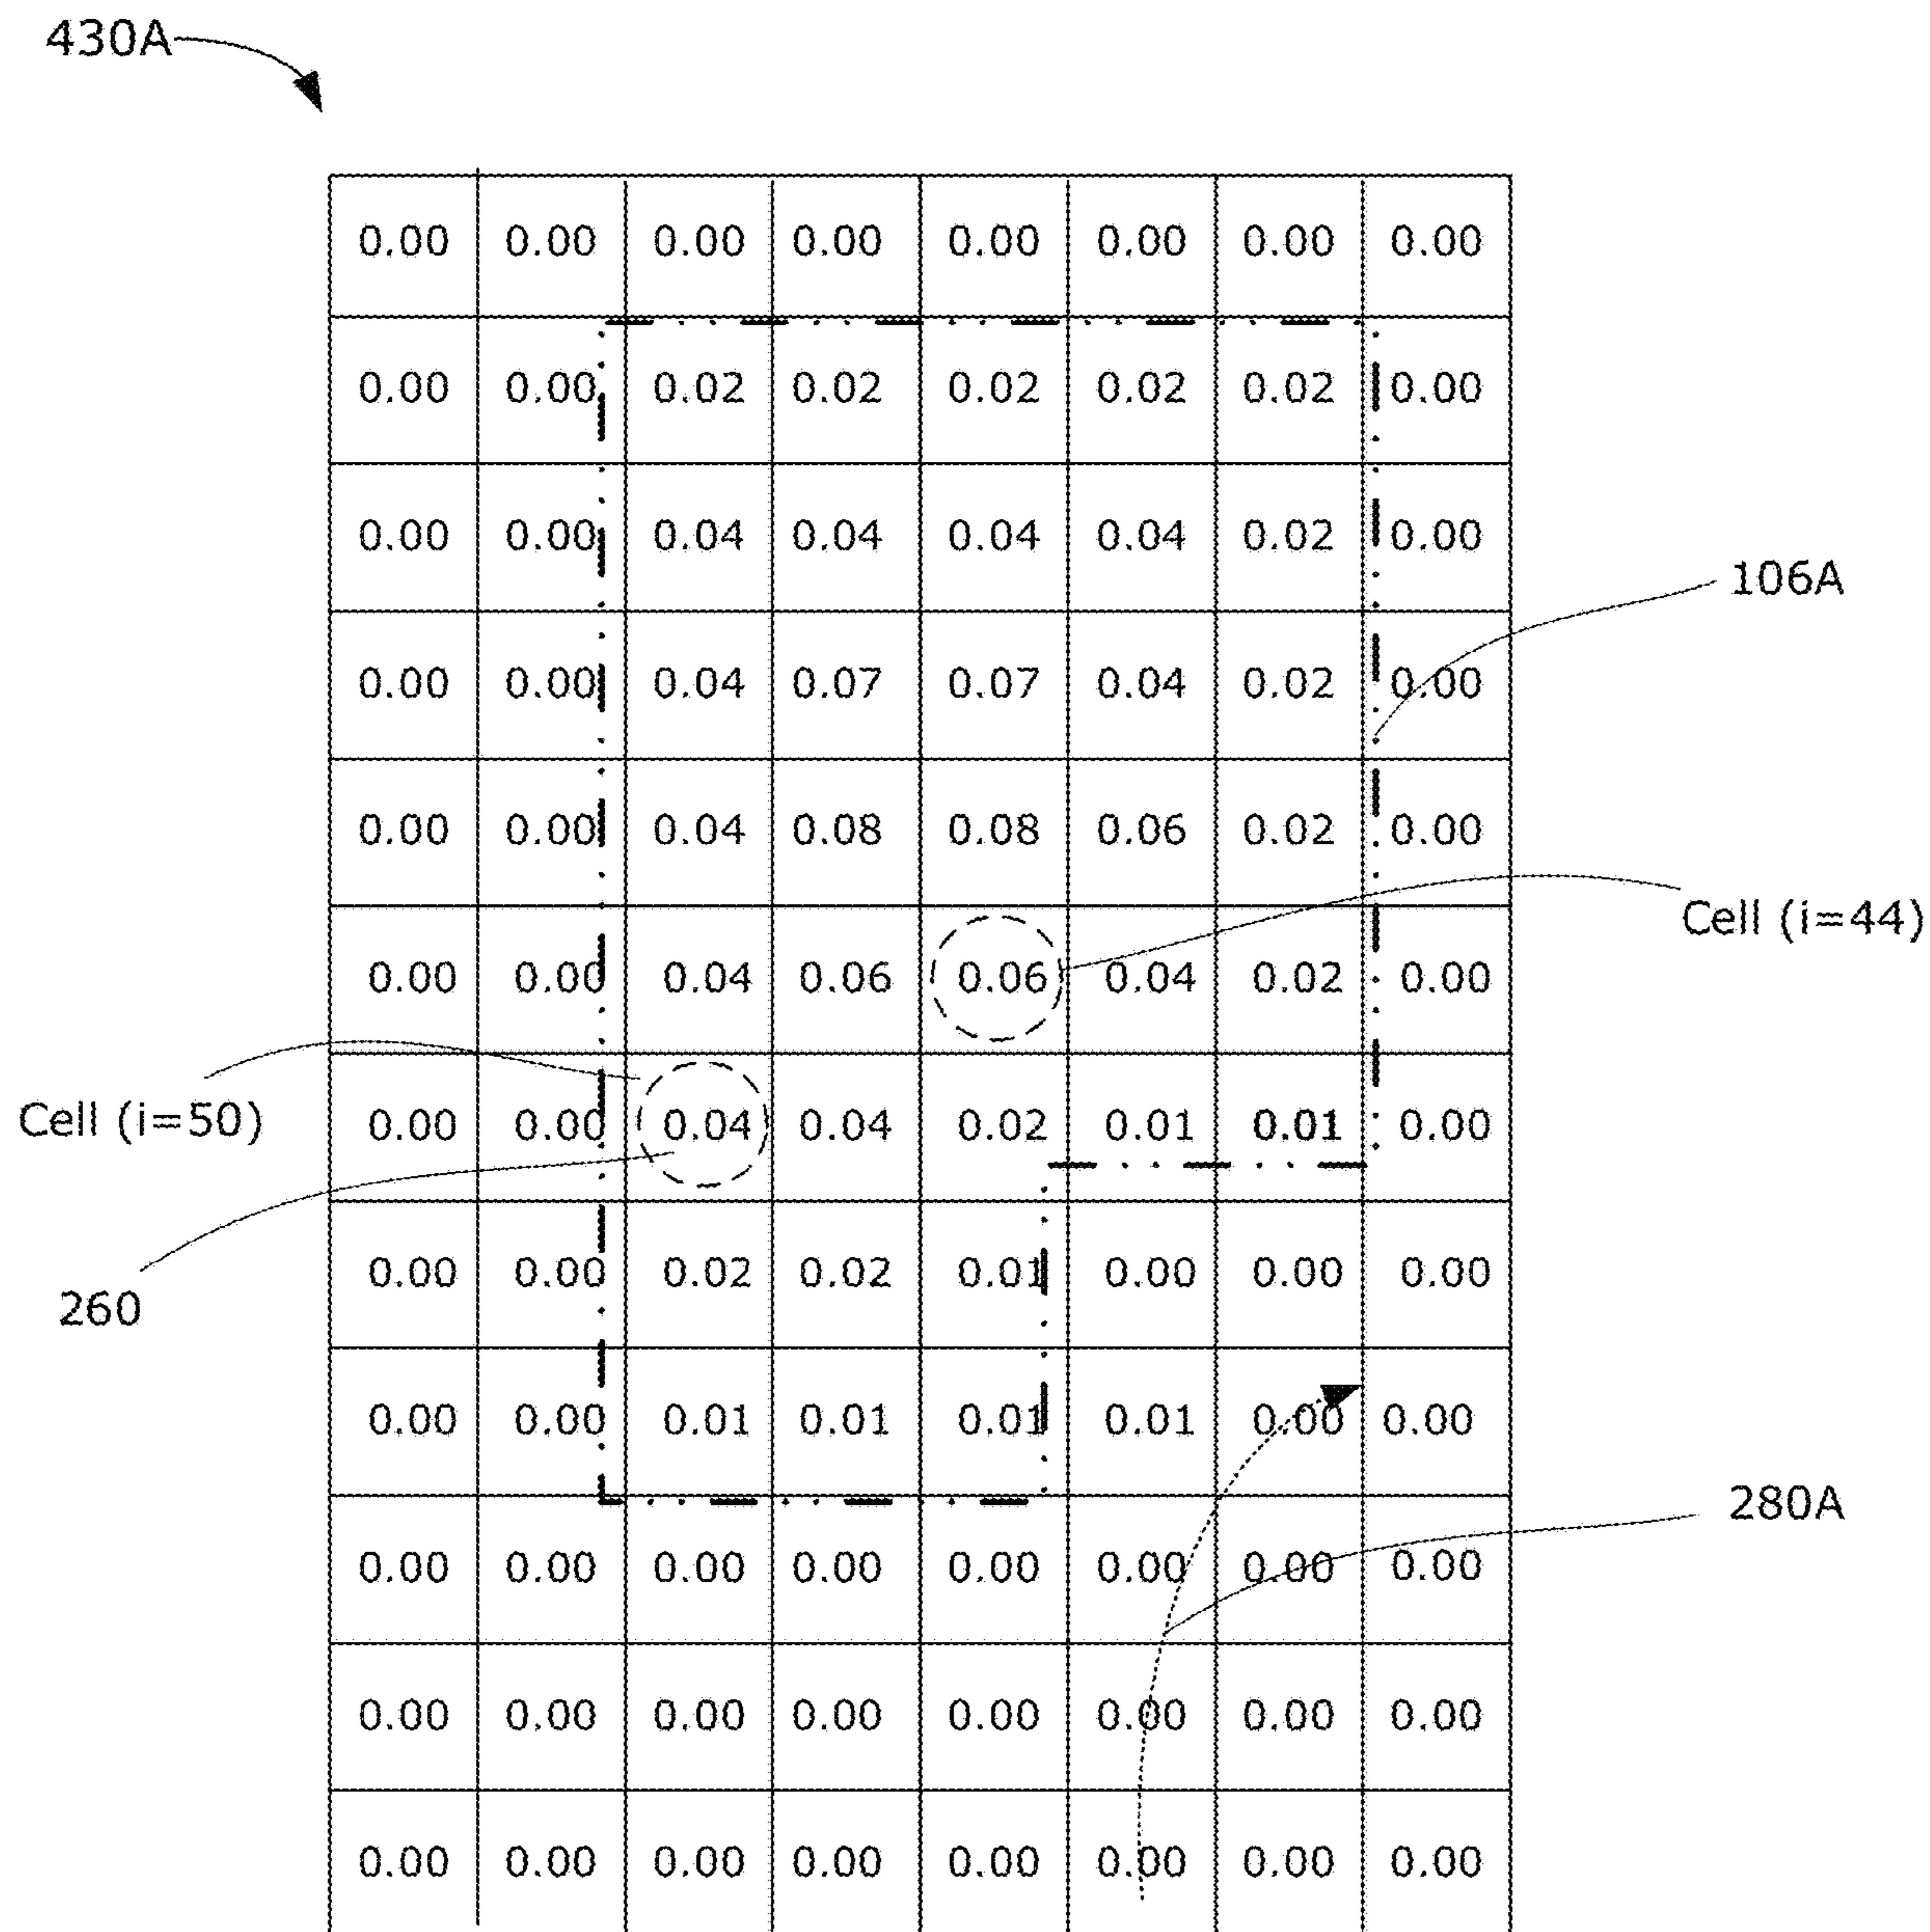 430A
0.00 0.00 0.00 0.00 0.00 0.00 0.00 0.00
0.00 0.00 0.02 0.02 0.02 0.02 0.02 0.00
0.00 0.00 0.04 0.04 0.04 0.04 0.02 0.00
106A
0.00 0.00 0.04 0.07 0.07 0.04 0.02 0.00
0.00 0.00 0.04 0.08 0.08 0.06 0.02 0.00
Cell (i=44)
0.00 0.00 0.04 0.06 0.06 0.04 0.02 0.00
Cell (i=50)
0.00 0.00 0.04 0.04 0.02 0.01 0.01 0.00
0.00 0.00 0.02 0.02 0.01 0.00 0.00 0.00
260
0.00 0.00 0.01 0.01 0.01 0.01 0.00 0.00
280A
0.00 0.00 0.00 0.00 0.00 0.00 0.00 0.00
0.00 0.00 0.00 0.00 0.00 0.00 0.00 0.00
0.00 0.00 0.00 0.00 0.00 0.00 0.00 0.00